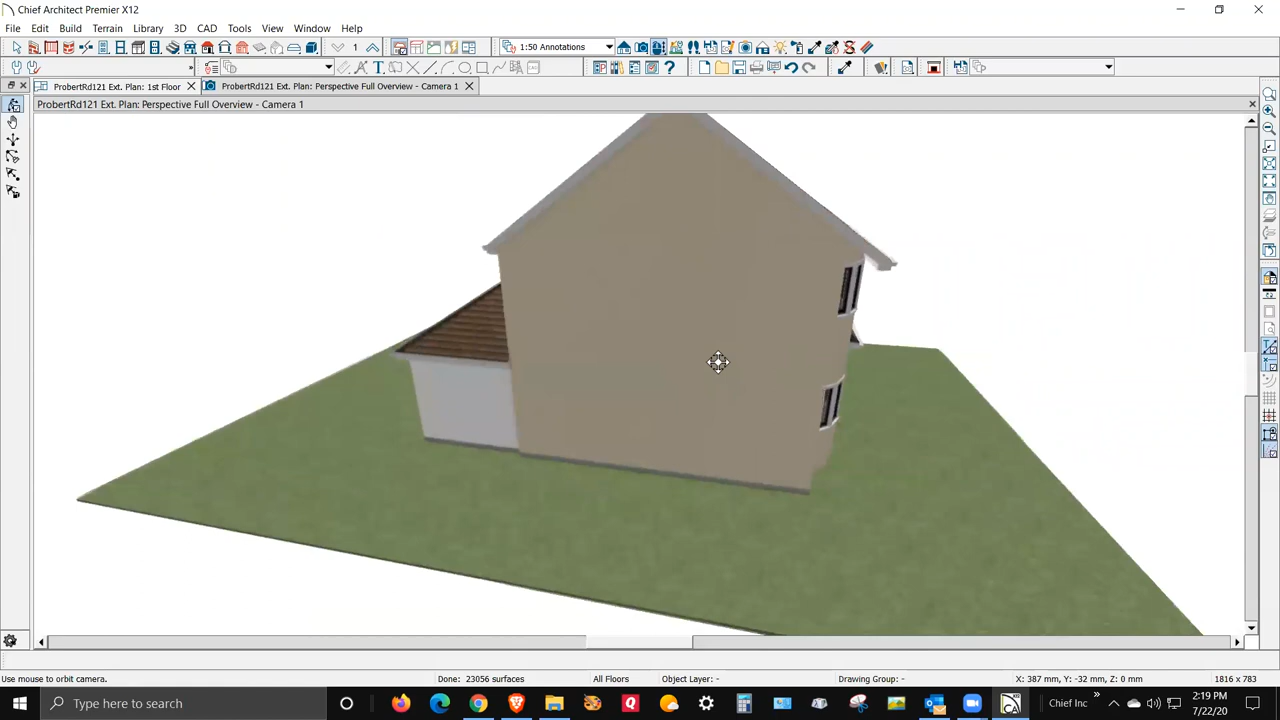 Chief Architect Premier X12
File Edit Build Terrain Library 3D CAD Tools Window Help
1 1:50 Annotations
ProbertRd121 Ext. Plan: 1st Floor ProbertRd121 Ext. Plan: Perspective Full Overview - Camera 1
ProbertRd121 Ext. Plan: Perspective Full Overview - Camera 1
Use mouse to orbit camera. Done: 23056 surfaces All Floors Object Layer: - Drawing Group: - X: 387 mm, Y: -32 mm, Z: 0 mm 1816 x 783
Type here to search Chief Inc 2:19 PM
7/22/20